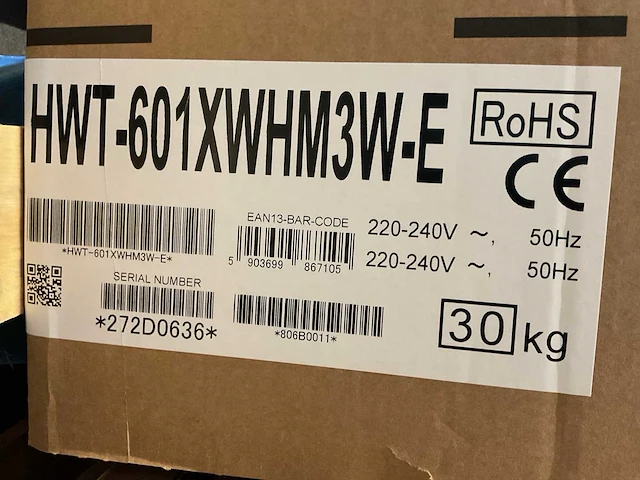 HWT-601XWHM3W-E
RoHS
CE
EAN13-BAR-CODE
220-240V ~, 50Hz
*HWT-601XWHM3W-E*
5 903699 867105
220-240V ~, 50Hz
SERIAL NUMBER
*272D0636*
*806B0011*
30 kg